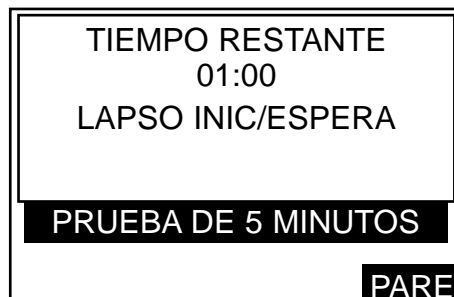 TIEMPO RESTANTE
01:00
LAPSO INIC/ESPERA
PRUEBA DE 5 MINUTOS
PARE